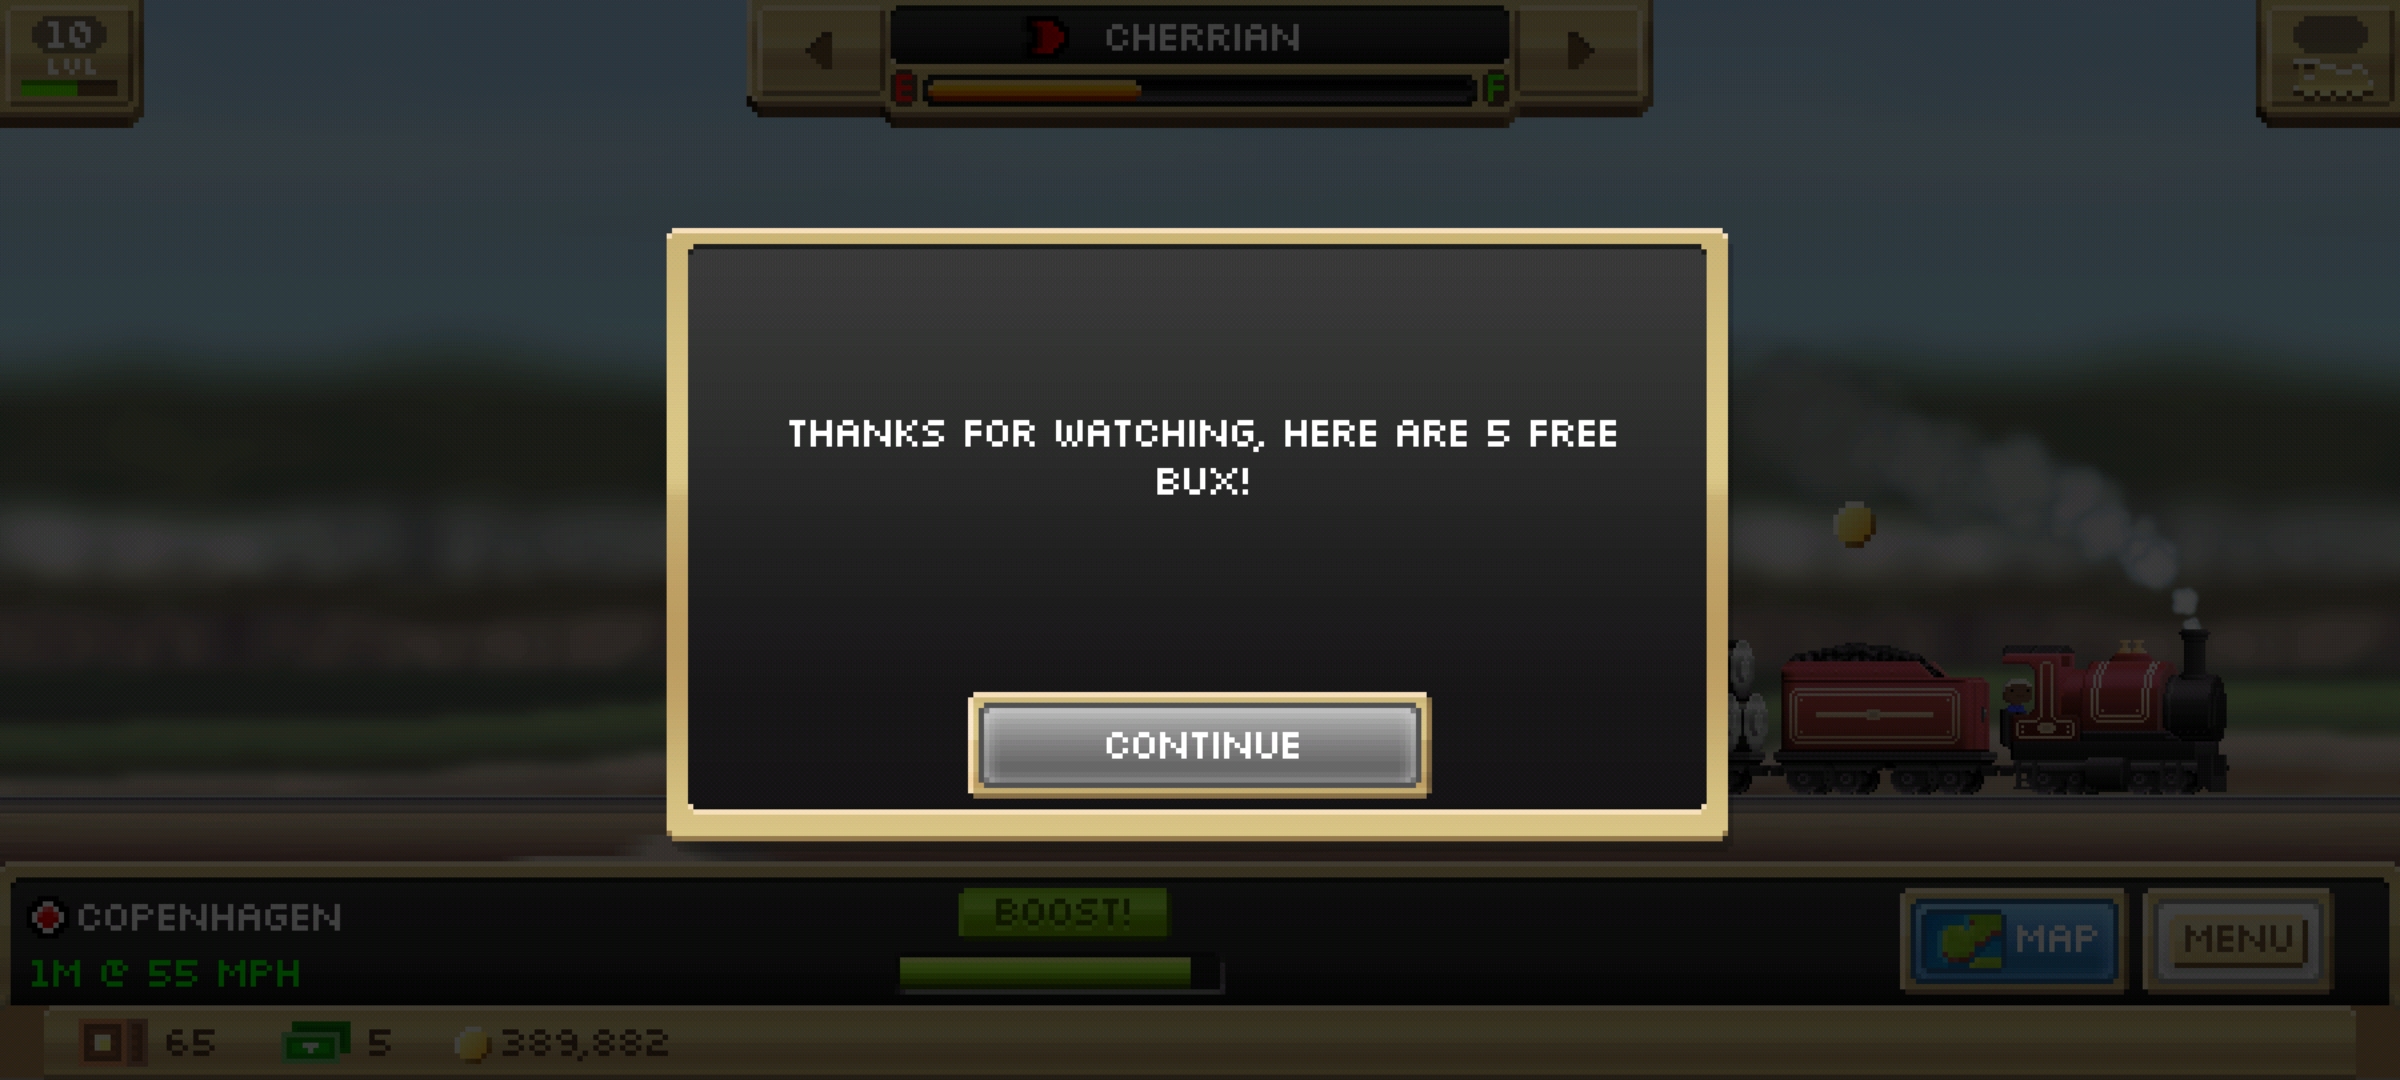 10
LVL
CHERRIAN
E
F
THANKS FOR WATCHING, HERE ARE 5 FREE
BUX!
CONTINUE
COPENHAGEN
1M @ 55 MPH
BOOST!
MAP
MENU
65
5
389,882